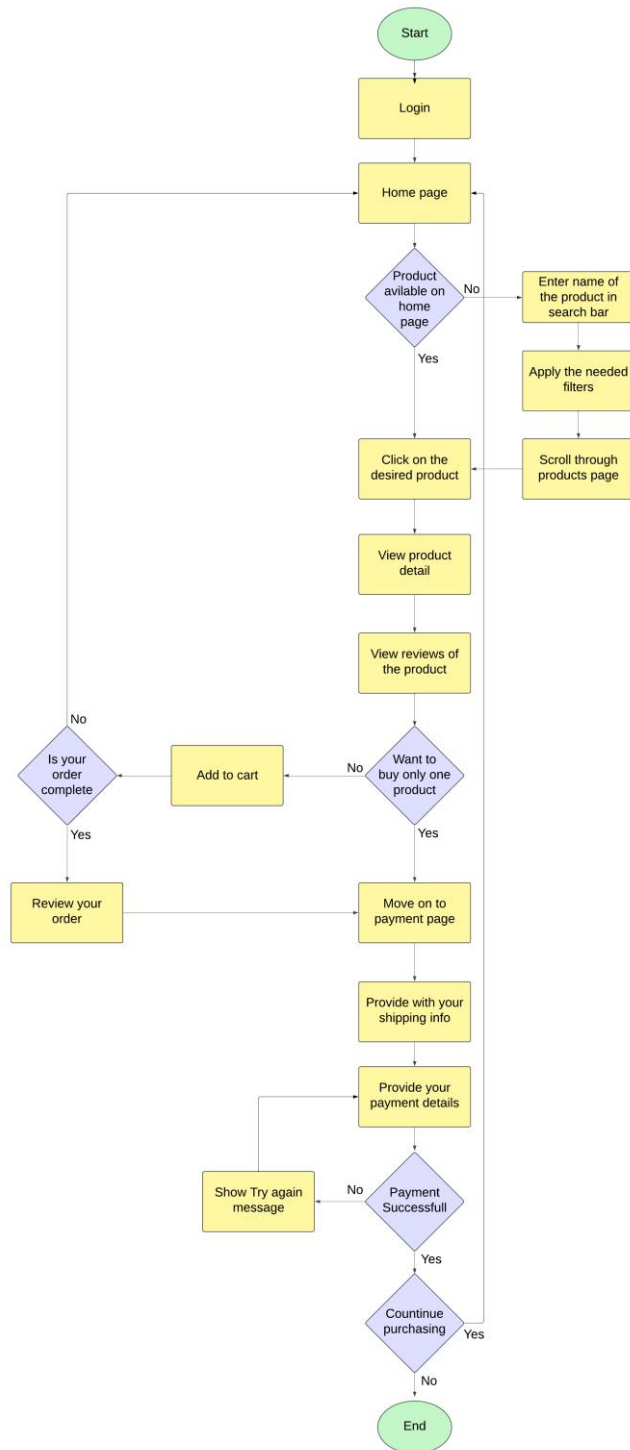 Start
Login
Home page
Product
avilable on
home
page
No
Enter name of
the product in
search bar
Yes
Apply the needed
filters
Click on the
desired product
Scroll through
products page
View product
detail
View reviews of
the product
No
Is your
order
complete
Add to cart
No
Want to
buy only one
product
Yes
Yes
Review your
order
Move on to
payment page
Provide with your
shipping info
Provide your
payment details
Show Try again
message
No
Payment
Successfull
Yes
Countinue
purchasing
Yes
No
End